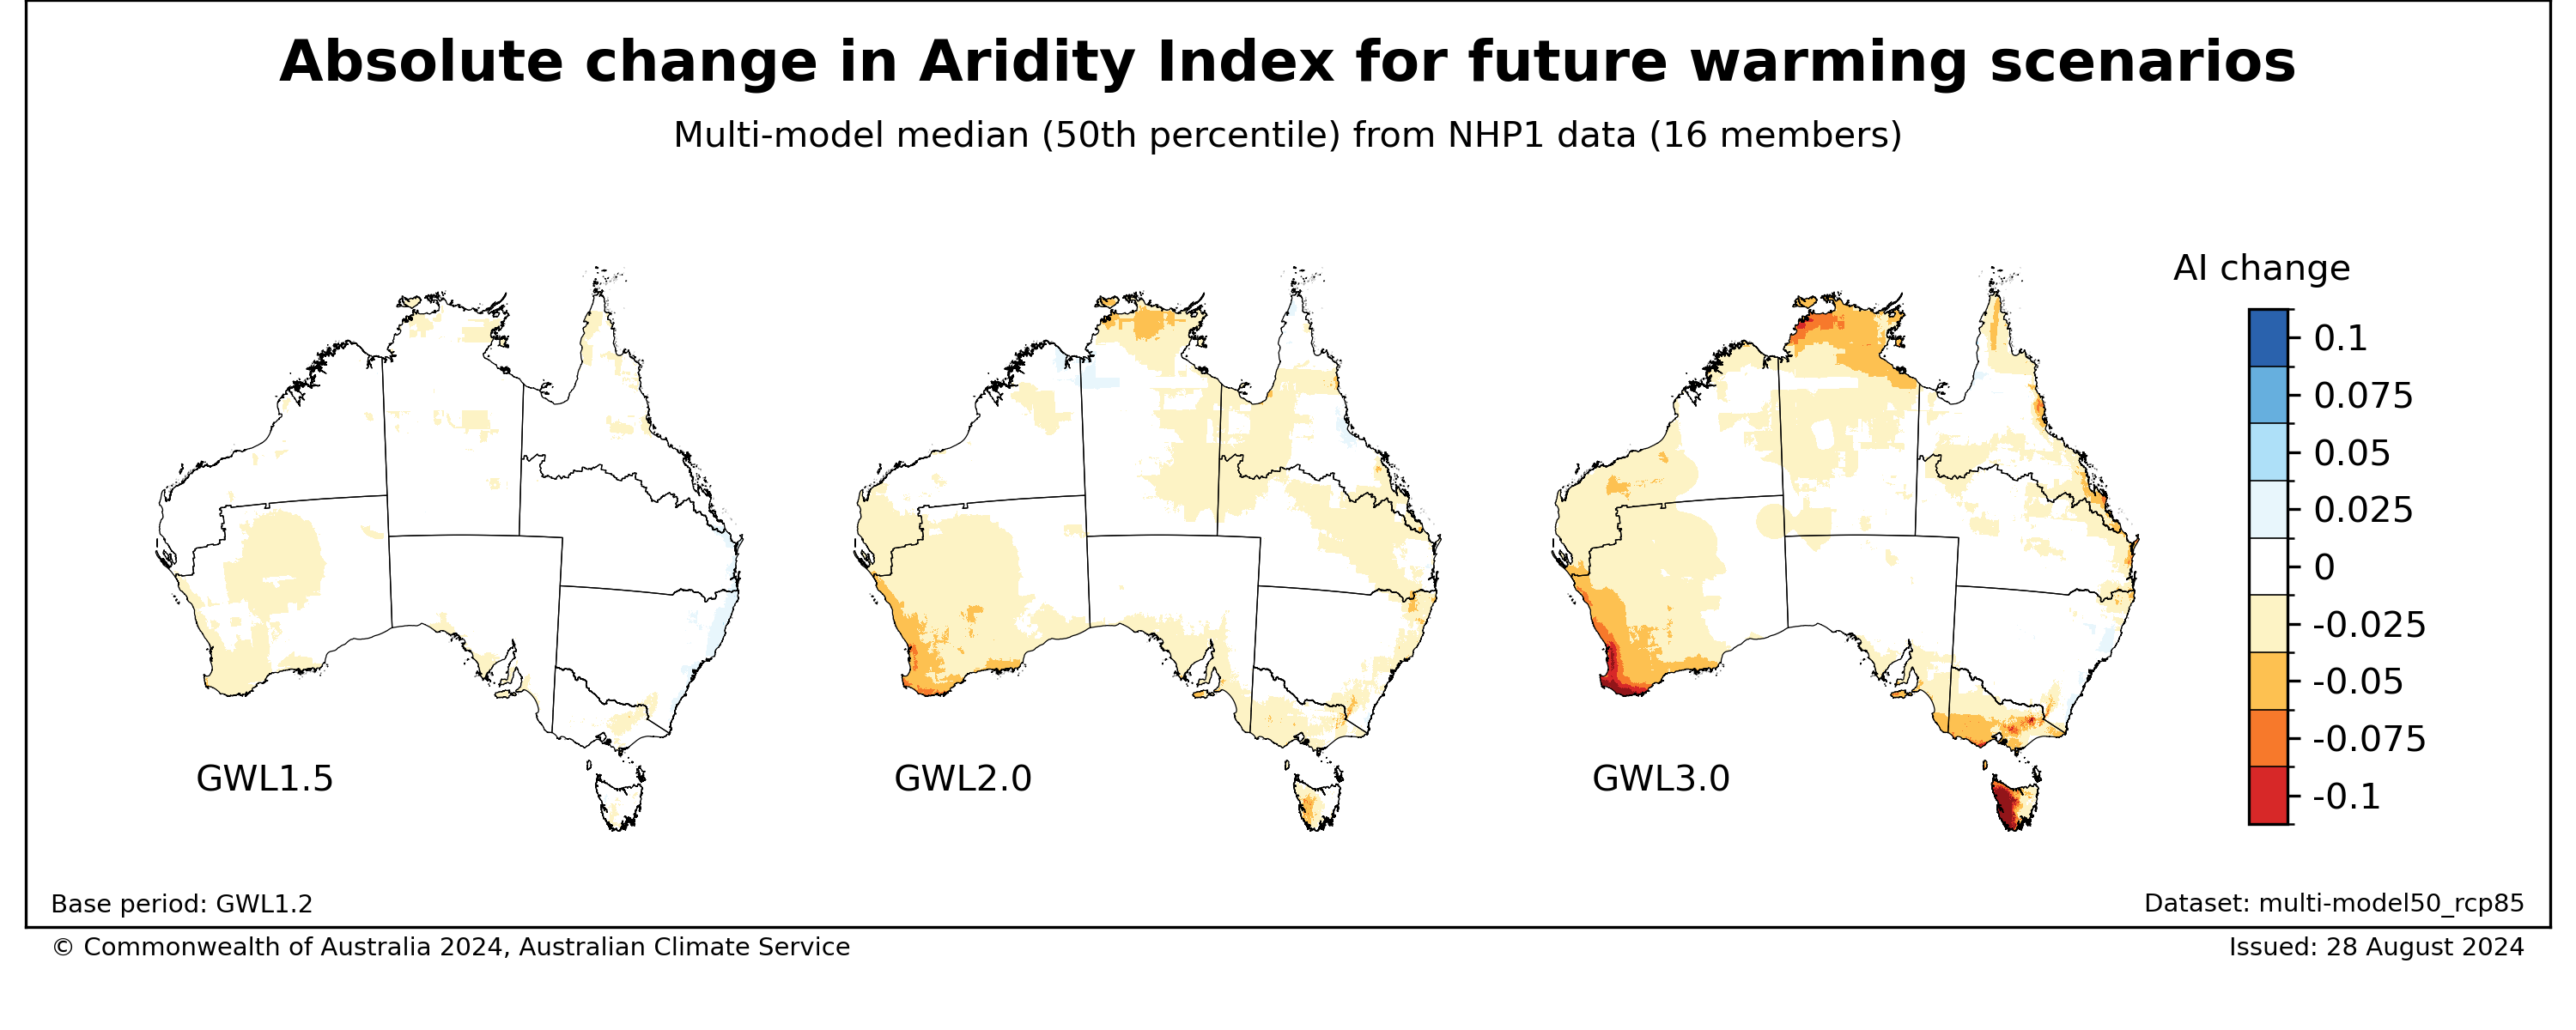 Absolute change in Aridity Index for future warming scenarios
Multi-model median (50th percentile) from NHP1 data (16 members)
AI change
0.1
0.075
0.05
0.025
0
-0.025
-0.05
-0.075
-0.1
GWL1.5
GWL2.0
GWL3.0
Base period: GWL1.2
Dataset: multi-model50_rcp85
© Commonwealth of Australia 2024, Australian Climate Service
Issued: 28 August 2024